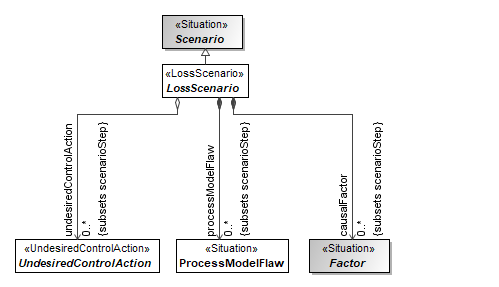 «Situation»
Scenario
«LossScenario»
LossScenario
undesiredControlAction
0..*
{subsets scenarioStep}
processModelFlaw
0..*
{subsets scenarioStep}
causalFactor
0..*
{subsets scenarioStep}
«UndesiredControlAction»
UndesiredControlAction
«Situation»
ProcessModelFlaw
«Situation»
Factor